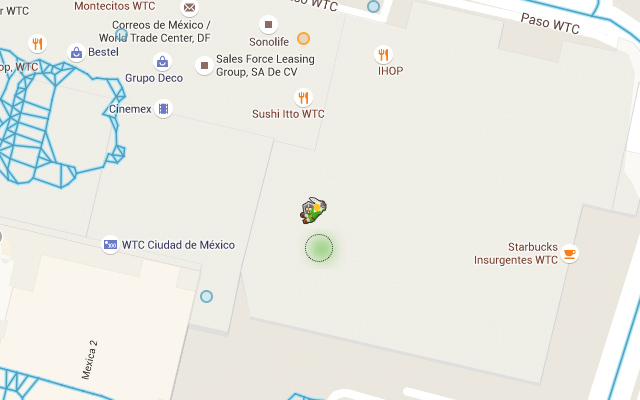 Montecitos WTC
WTC
Paso WTC
r WTC
Correos de México /
World Trade Center, DF
Sonolife
Bestel
Sales Force Leasing
Group, SA De CV
IHOP
op, WTC
Grupo Deco
Cinemex
Sushi Itto WTC
WTC Ciudad de México
Starbucks
Insurgentes WTC
Mexica 2